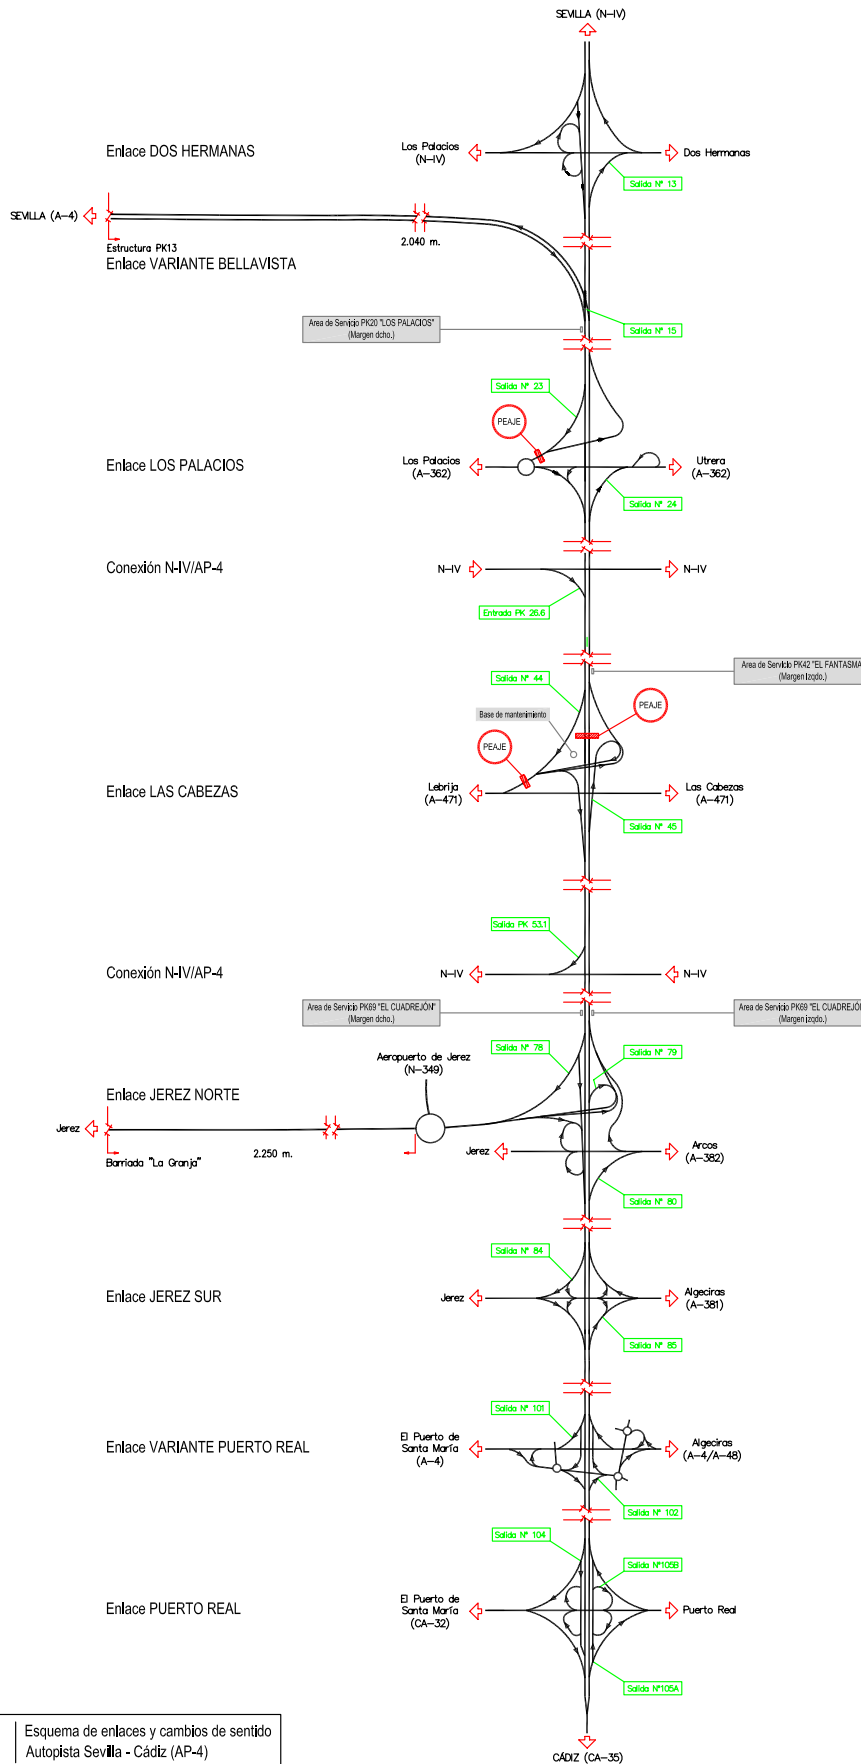 SEVILLA (N-IV)
Enlace DOS HERMANAS
Los Palacios
(N-IV)
Dos Hermanas
Salida Nº 13
SEVILLA (A-4)
Estructura PK13
2.040 m.
Enlace VARIANTE BELLAVISTA
Area de Servicio PK20 "LOS PALACIOS"
(Margen dcho.)
Salida Nº 15
Salida Nº 23
PEAJE
Enlace LOS PALACIOS
Los Palacios
(A-362)
Utrera
(A-362)
Salida Nº 24
Conexión N-IV/AP-4
N-IV
N-IV
Entrada PK 26.6
Area de Servicio PK42 "EL FANTASMA
(Margen Izqdo.)
Salida Nº 44
PEAJE
Base de mantenimiento
PEAJE
Enlace LAS CABEZAS
Lebrija
(A-471)
Las Cabezas
(A-471)
Salida Nº 45
Salida PK 53.1
Conexión N-IV/AP-4
N-IV
N-IV
Area de Servicio PK69 "EL CUADREJÓN"
(Margen dcho.)
Area de Servicio PK69 "EL CUADREJÓ
(Margen izqdo.)
Salida Nº 78
Salida Nº 79
Aeropuerto de Jerez
(N-349)
Enlace JEREZ NORTE
Jerez
Barriada "La Granja"
2.250 m.
Jerez
Arcos
(A-382)
Salida Nº 80
Salida Nº 84
Enlace JEREZ SUR
Jerez
Algeciras
(A-381)
Salida Nº 85
Salida Nº 101
Enlace VARIANTE PUERTO REAL
El Puerto de
Santa María
(A-4)
Algeciras
(A-4/A-48)
Salida Nº 102
Salida Nº 104
Salida Nº105B
Enlace PUERTO REAL
El Puerto de
Santa María
(CA-32)
Puerto Real
Salida Nº105A
Esquema de enlaces y cambios de sentido
Autopista Sevilla - Cádiz (AP-4)
CÁDIZ (CA-35)